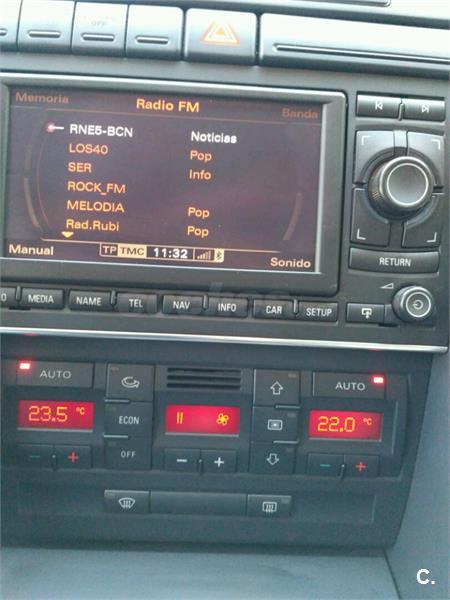 OFF
Memoria Radio FM Banda
RNE5-BCN Noticias
LOS40 Pop
SER Info
ROCK_FM
MELODIA Pop
Rad.Rubi Pop
Manual TP TMC 11:32 Sonido
RETURN
MEDIA NAME TEL NAV INFO CAR SETUP
AUTO AUTO
23.5 °C ECON 22.0 °C
OFF
C.